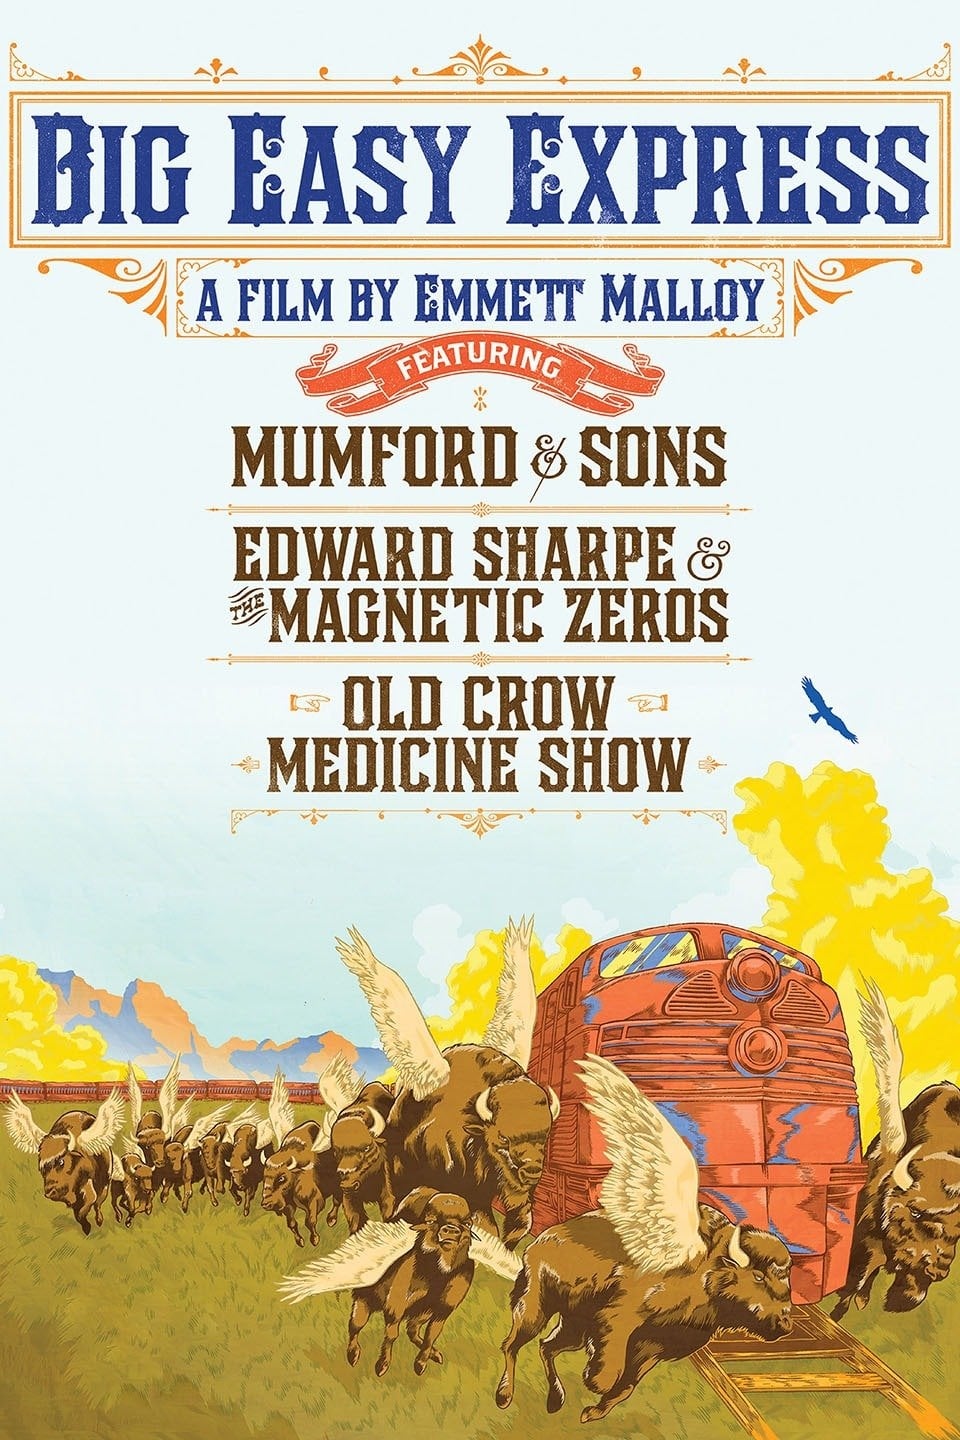 BIG EASY EXPRESS
A FILM BY EMMETT MALLOY
FEATURING
MUMFORD & SONS
EDWARD SHARPE &
THE MAGNETIC ZEROS
OLD CROW
MEDICINE SHOW